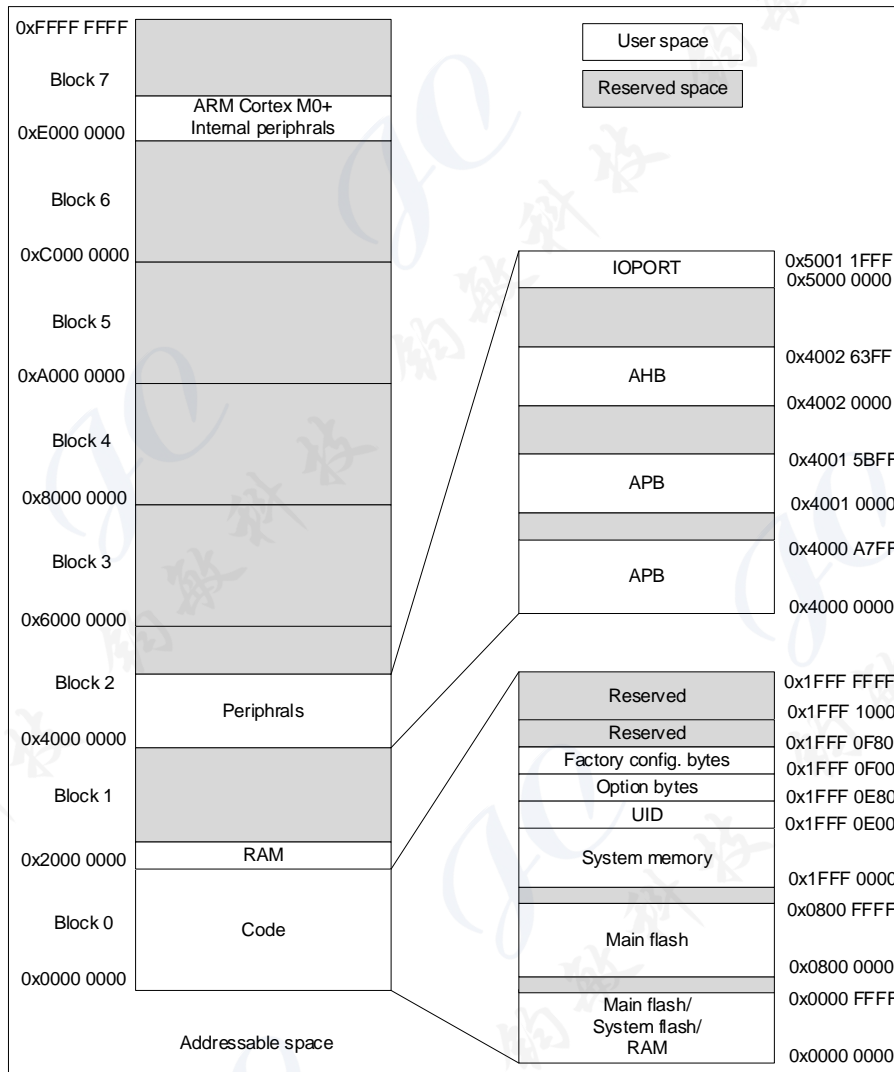 0xFFFF FFFF
Block 7
ARM Cortex M0+
Internal periphrals
0xE000 0000
Block 6
0xC000 0000
Block 5
0xA000 0000
Block 4
0x8000 0000
Block 3
0x6000 0000
Block 2
Periphrals
0x4000 0000
Block 1
0x2000 0000
RAM
Block 0
Code
0x0000 0000
Addressable space
User space
Reserved space
IOPORT
0x5001 1FFF
0x5000 0000
AHB
0x4002 63FF
0x4002 0000
APB
0x4001 5BFF
0x4001 0000
APB
0x4000 A7FF
0x4000 0000
Reserved
0x1FFF FFFF
0x1FFF 1000
Reserved
0x1FFF 0F80
Factory config. bytes
0x1FFF 0F00
Option bytes
0x1FFF 0E80
UID
0x1FFF 0E00
System memory
0x1FFF 0000
0x0800 FFFF
Main flash
0x0800 0000
0x0000 FFFF
Main flash/
System flash/
RAM
0x0000 0000
JC
钧敏科技